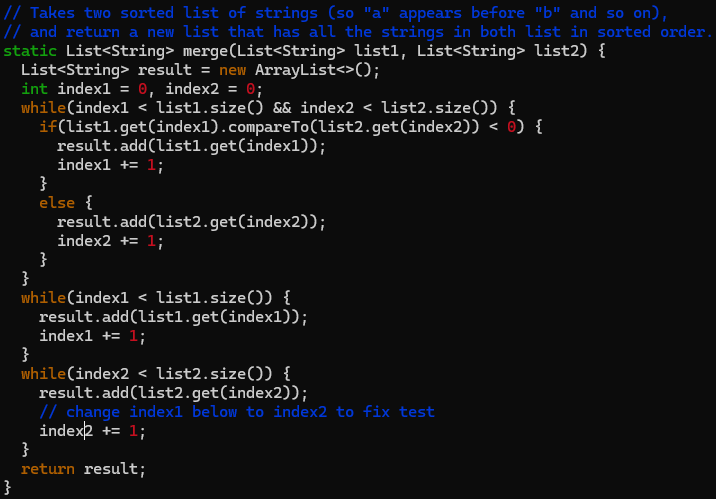 // Takes two sorted list of strings (so "a" appears before "b" and so on),
// and return a new list that has all the strings in both list in sorted order.
static List<String> merge(List<String> list1, List<String> list2) {
  List<String> result = new ArrayList<>();
  int index1 = 0, index2 = 0;
  while(index1 < list1.size() && index2 < list2.size()) {
    if(list1.get(index1).compareTo(list2.get(index2)) < 0) {
      result.add(list1.get(index1));
      index1 += 1;
    }
    else {
      result.add(list2.get(index2));
      index2 += 1;
    }
  }
  while(index1 < list1.size()) {
    result.add(list1.get(index1));
    index1 += 1;
  }
  while(index2 < list2.size()) {
    result.add(list2.get(index2));
    // change index1 below to index2 to fix test
    index2 += 1;
  }
  return result;
}